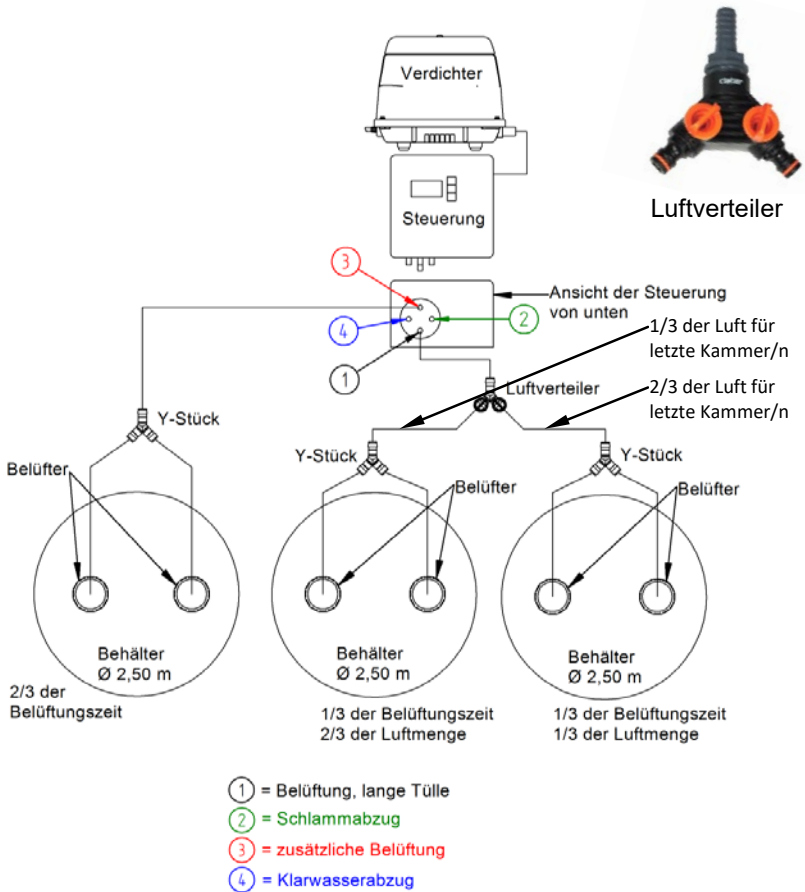 Verdichter
claber
Luftverteiler
Steuerung
3
4
2
1
Ansicht der Steuerung
von unten
1/3 der Luft für
letzte Kammer/n
2/3 der Luft für
letzte Kammer/n
Luftverteiler
Y-Stück
Y-Stück
Y-Stück
Belüfter
Belüfter
Belüfter
Behälter
Ø 2,50 m
Behälter
Ø 2,50 m
Behälter
Ø 2,50 m
2/3 der
Belüftungszeit
1/3 der Belüftungszeit
2/3 der Luftmenge
1/3 der Belüftungszeit
1/3 der Luftmenge
1 = Belüftung, lange Tülle
2 = Schlammabzug
3 = zusätzliche Belüftung
4 = Klarwasserabzug